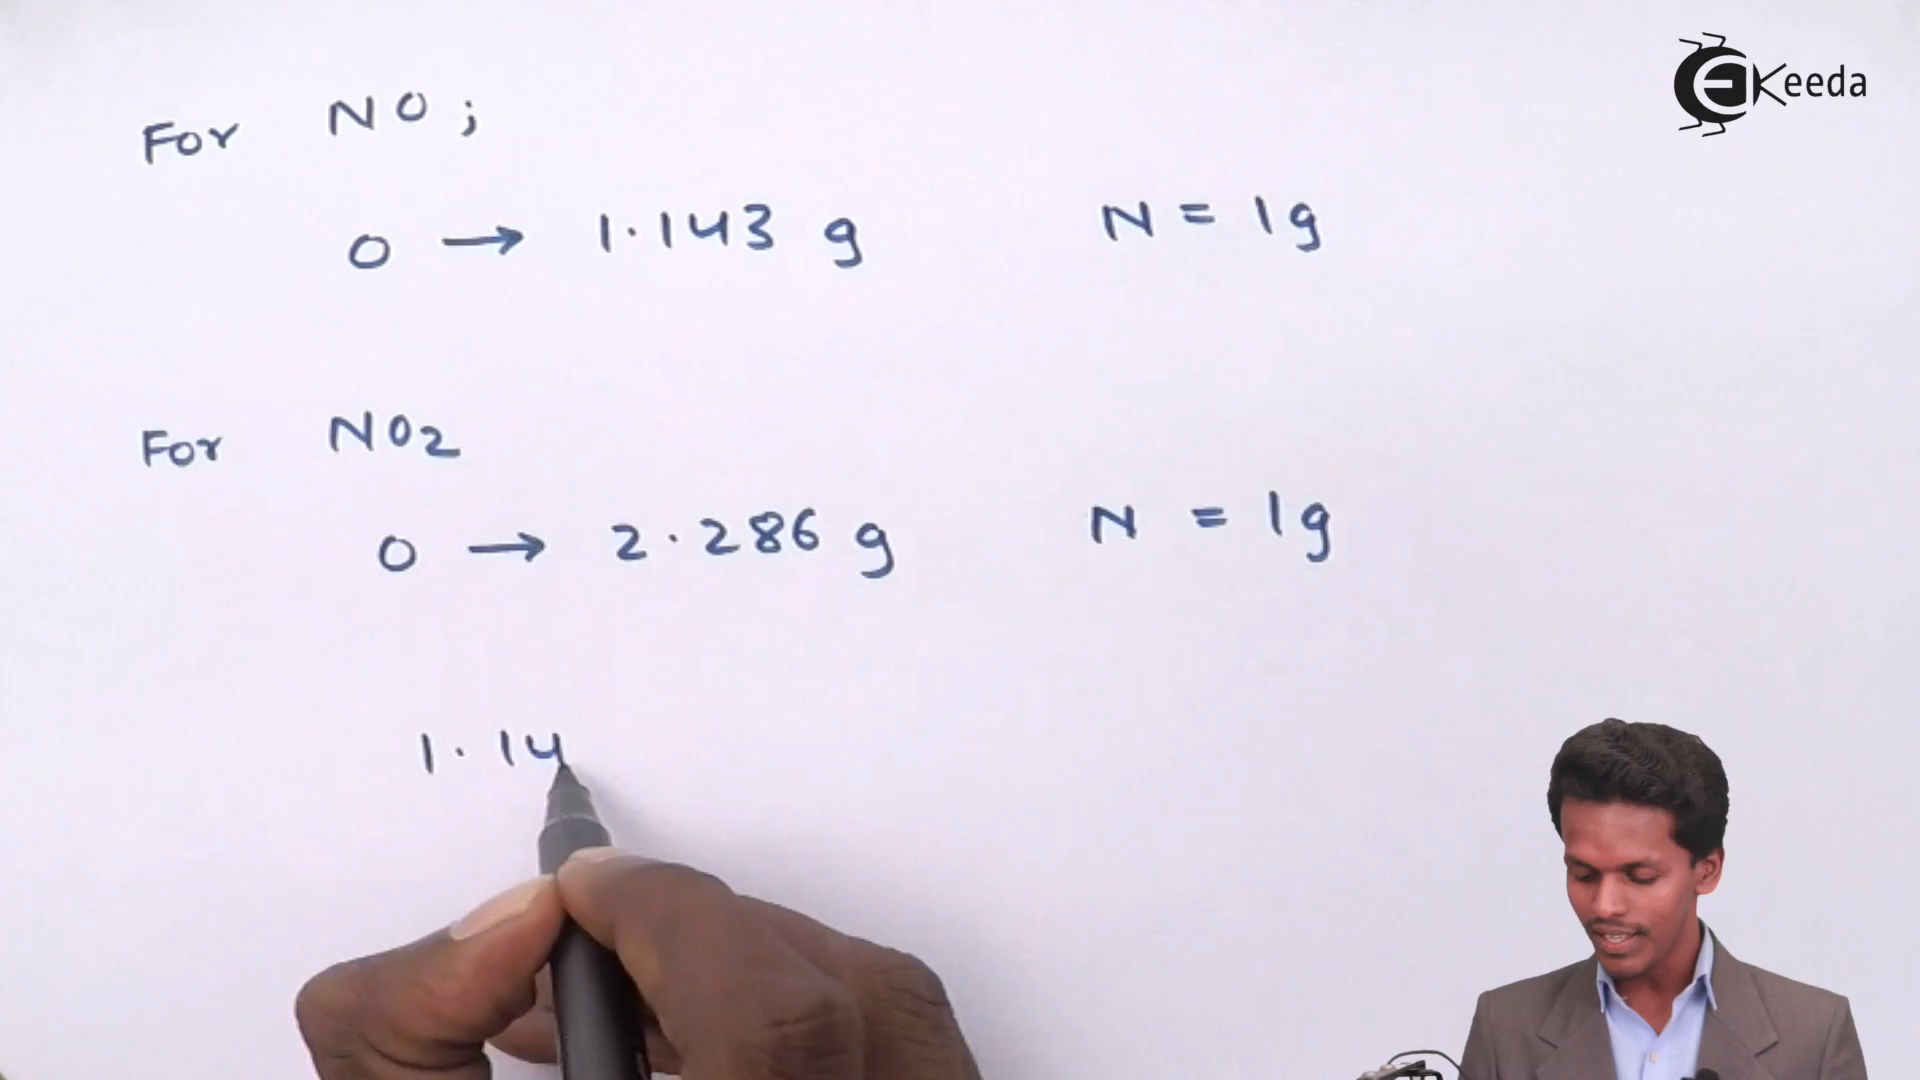 Keeda
For NO ;
O → 1.143 g N = 1g
For NO2
O → 2.286 g N = 1g
1.14